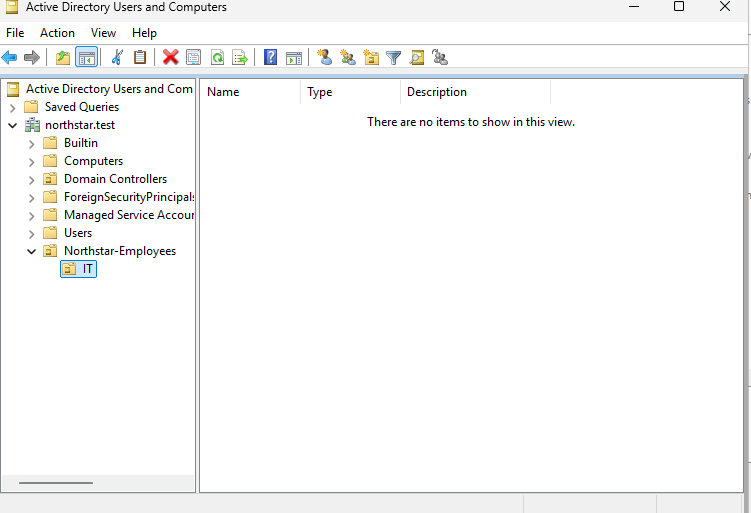 Active Directory Users and Computers
File Action View Help
Active Directory Users and Com
Saved Queries
northstar.test
Builtin
Computers
Domain Controllers
ForeignSecurityPrincipals
Managed Service Accour
Users
Northstar-Employees
IT
Name Type Description
There are no items to show in this view.